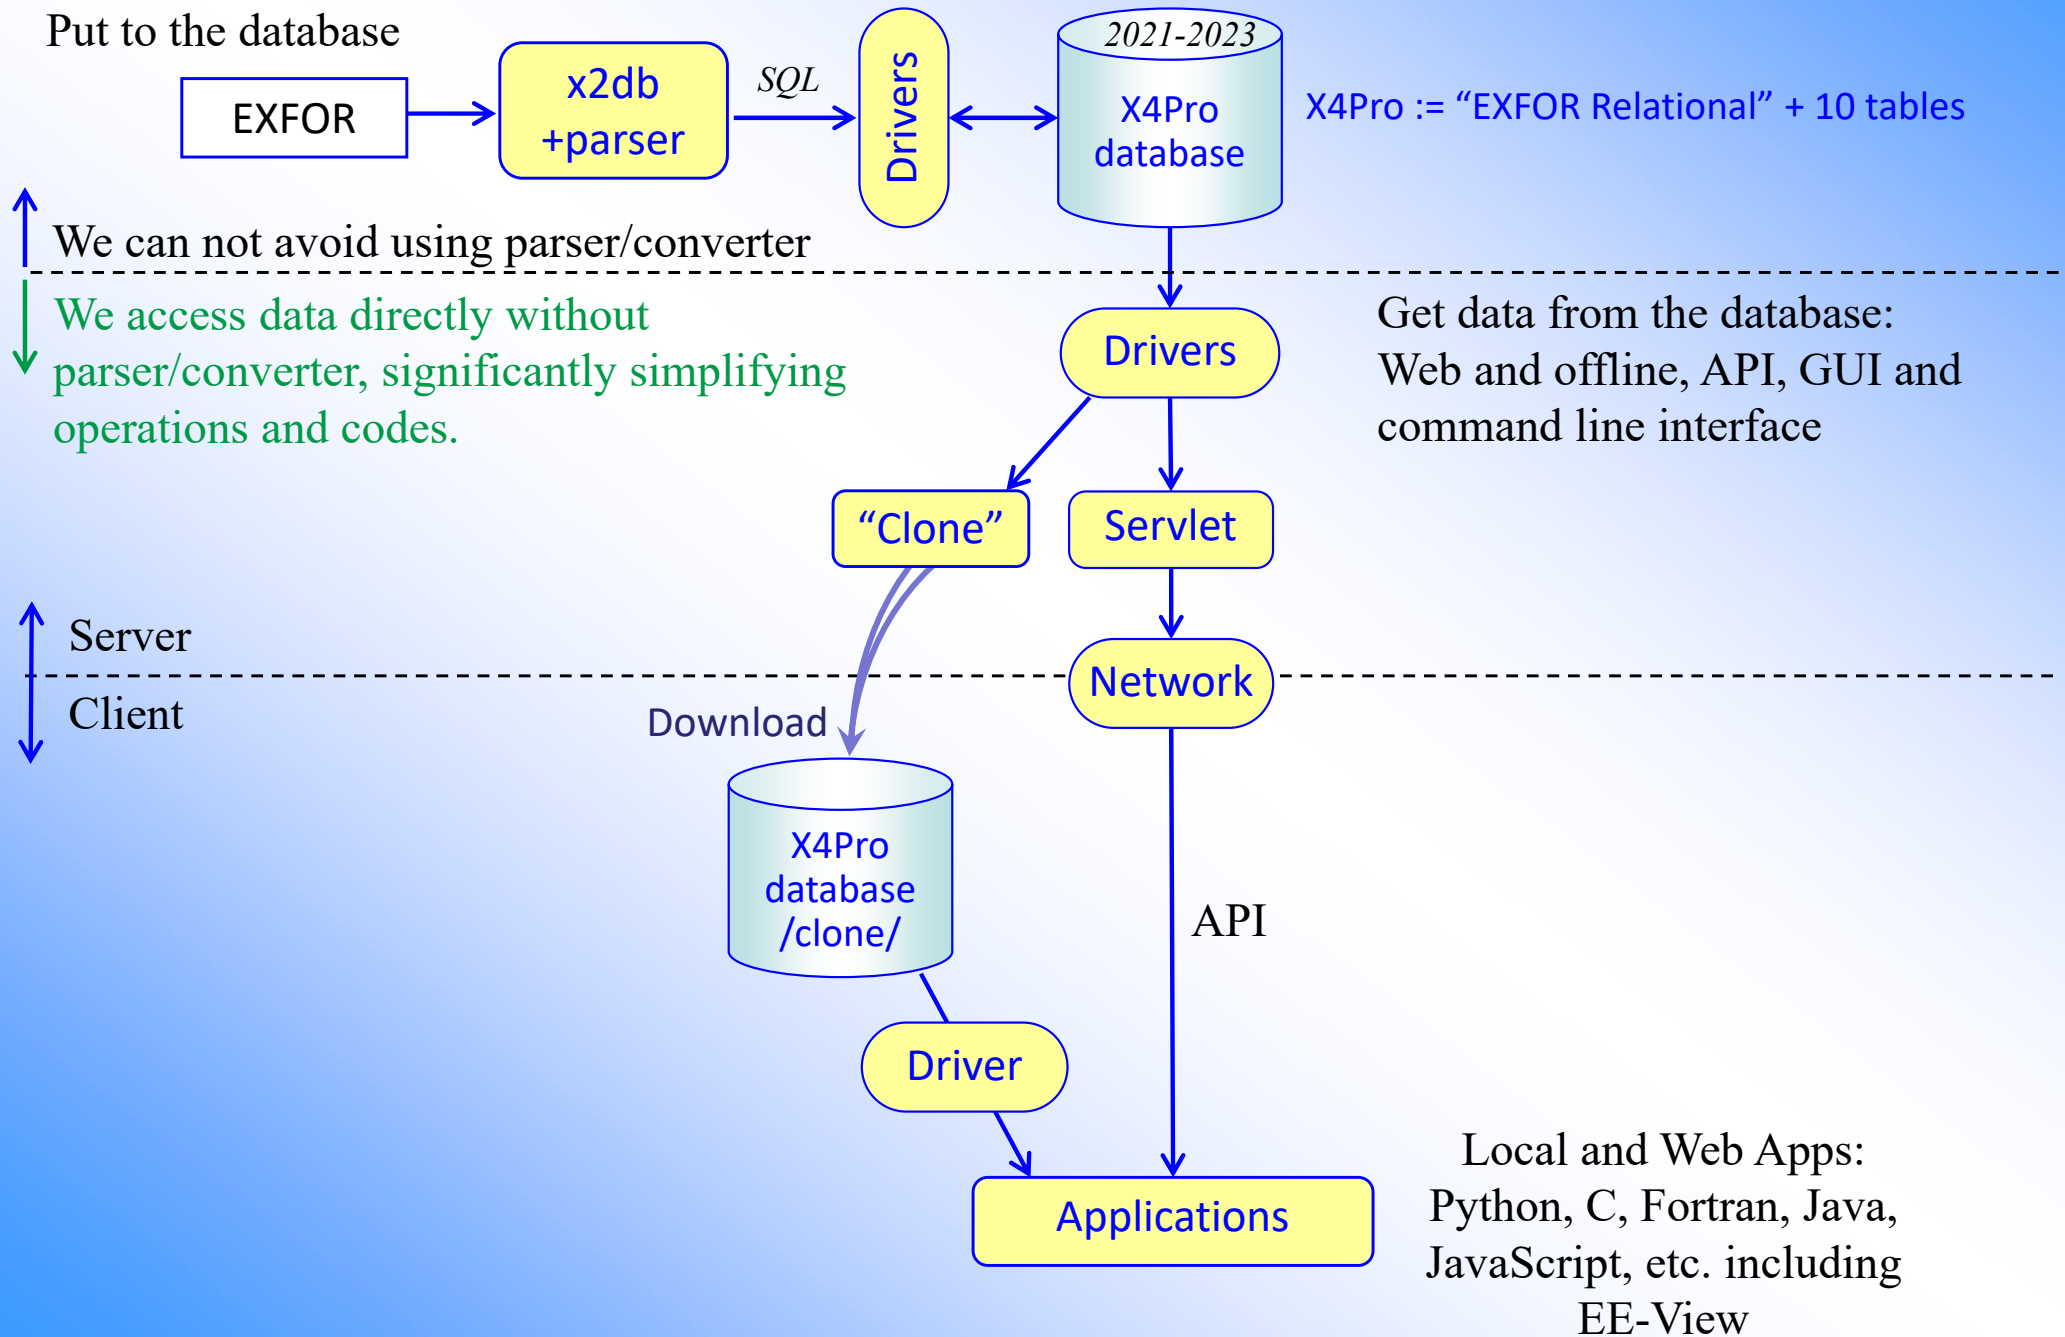 Put to the database
EXFOR
x2db
+parser
SQL
Drivers
2021-2023
X4Pro
database
X4Pro := “EXFOR Relational” + 10 tables
We can not avoid using parser/converter
We access data directly without
parser/converter, significantly simplifying
operations and codes.
Drivers
Get data from the database:
Web and offline, API, GUI and
command line interface
“Clone”
Servlet
Server
Network
Client
Download
X4Pro
database
/clone/
API
Driver
Applications
Local and Web Apps:
Python, C, Fortran, Java,
JavaScript, etc. including
EE-View